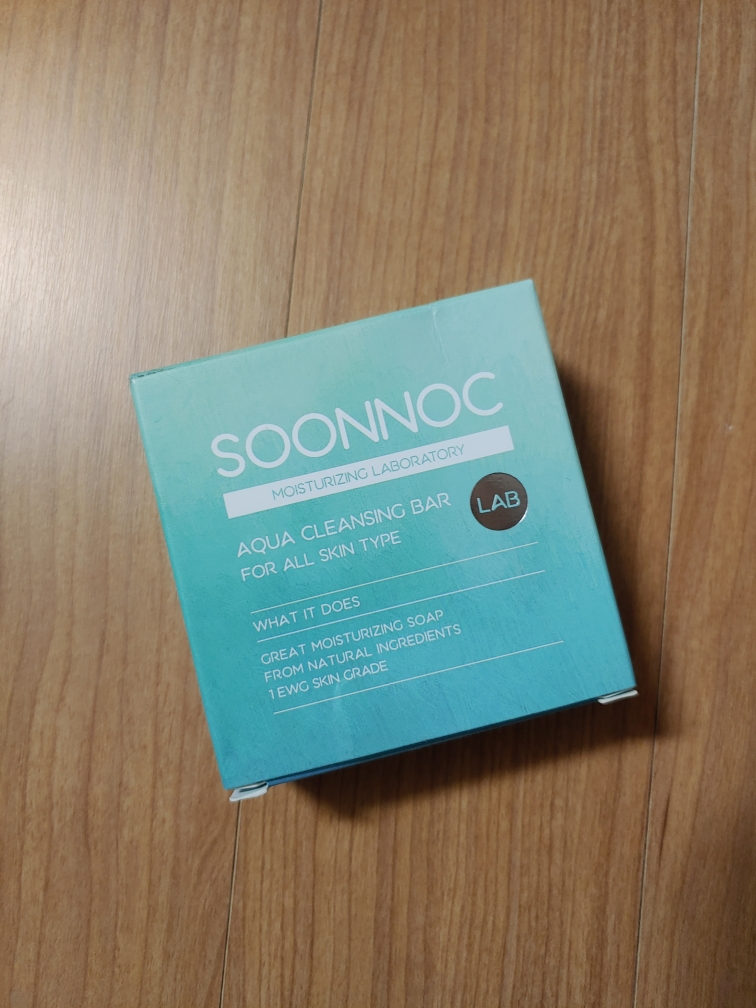 SOONNOC
MOISTURIZING LABORATORY
AQUA CLEANSING BAR
LAB
FOR ALL SKIN TYPE
WHAT IT DOES
GREAT MOISTURIZING SOAP
FROM NATURAL INGREDIENTS
1 EWG SKIN GRADE